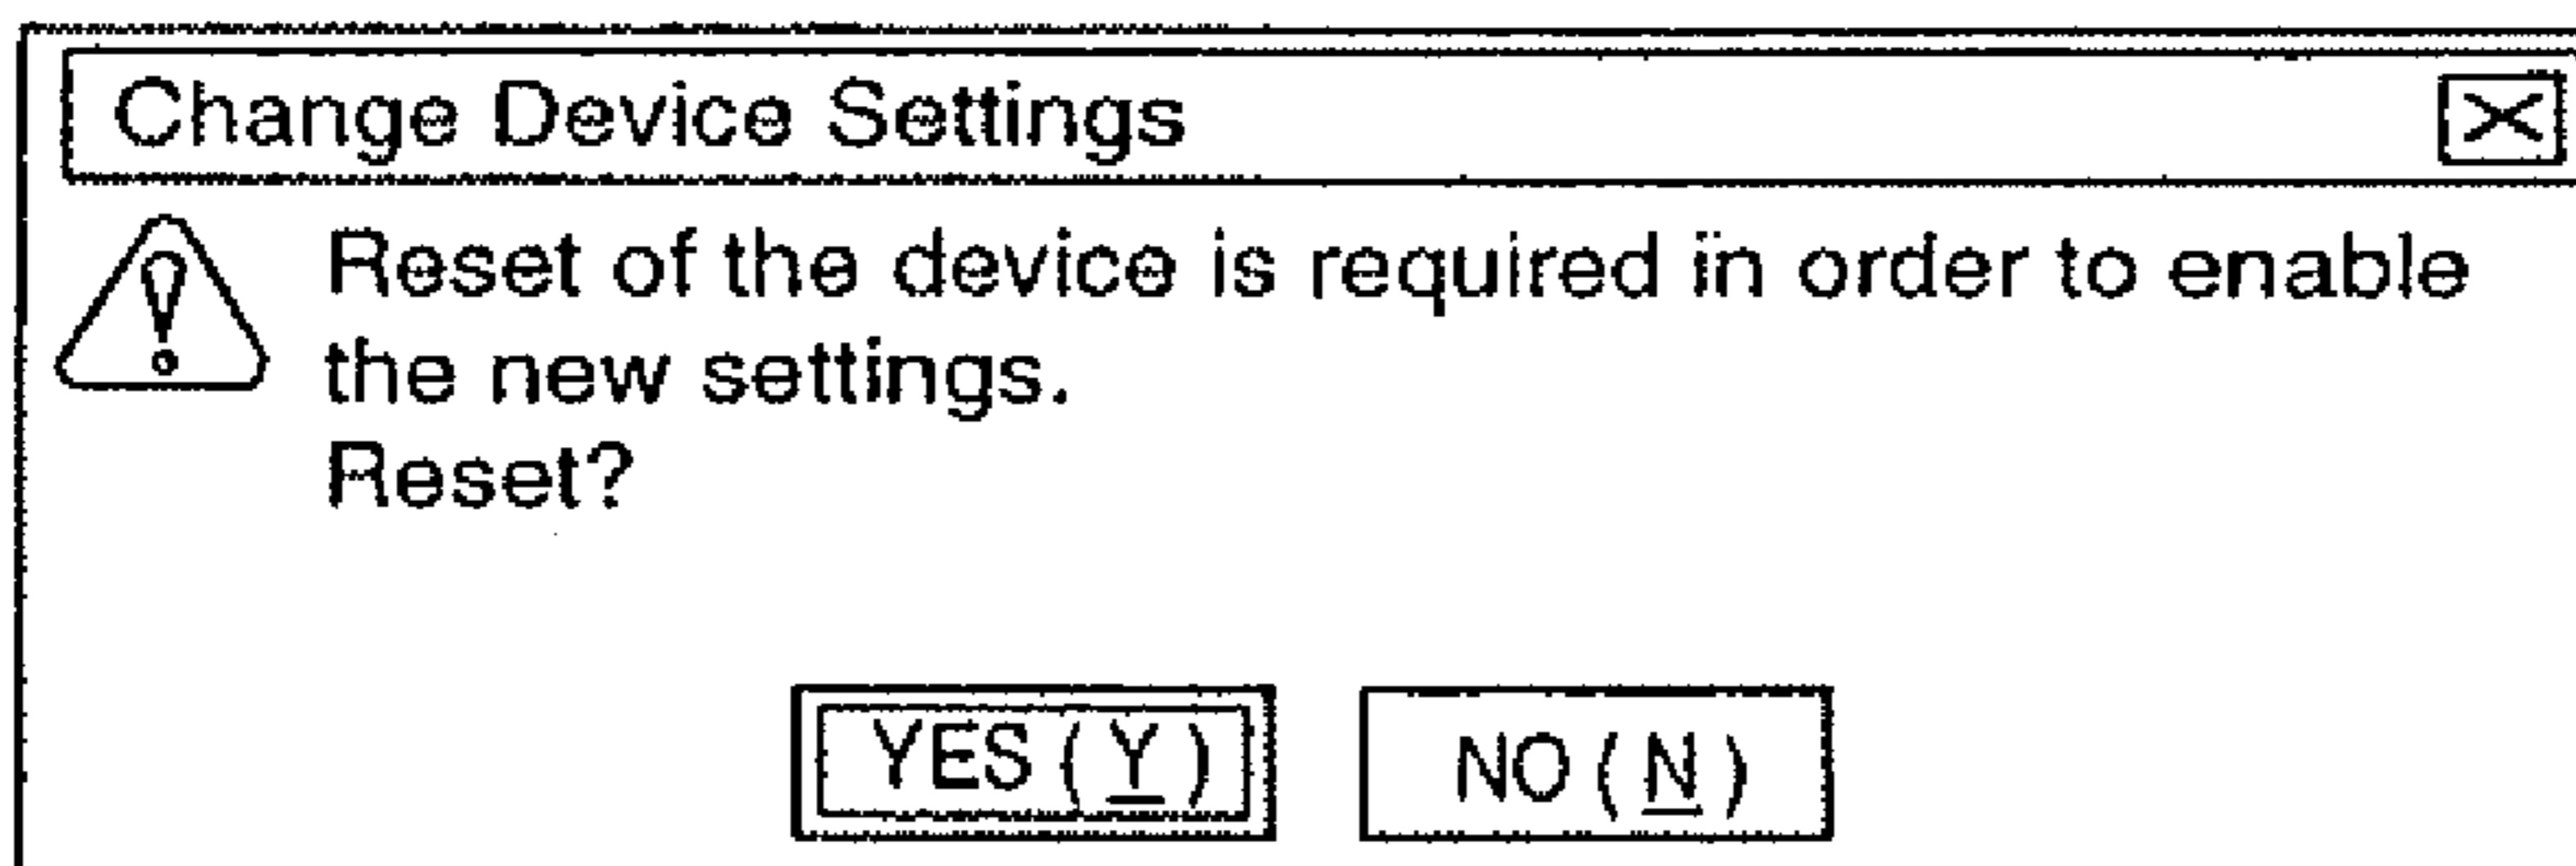 Change Device Settings
Reset of the device is required in order to enable
the new settings.
Reset?
YES (Y)
NO (N)